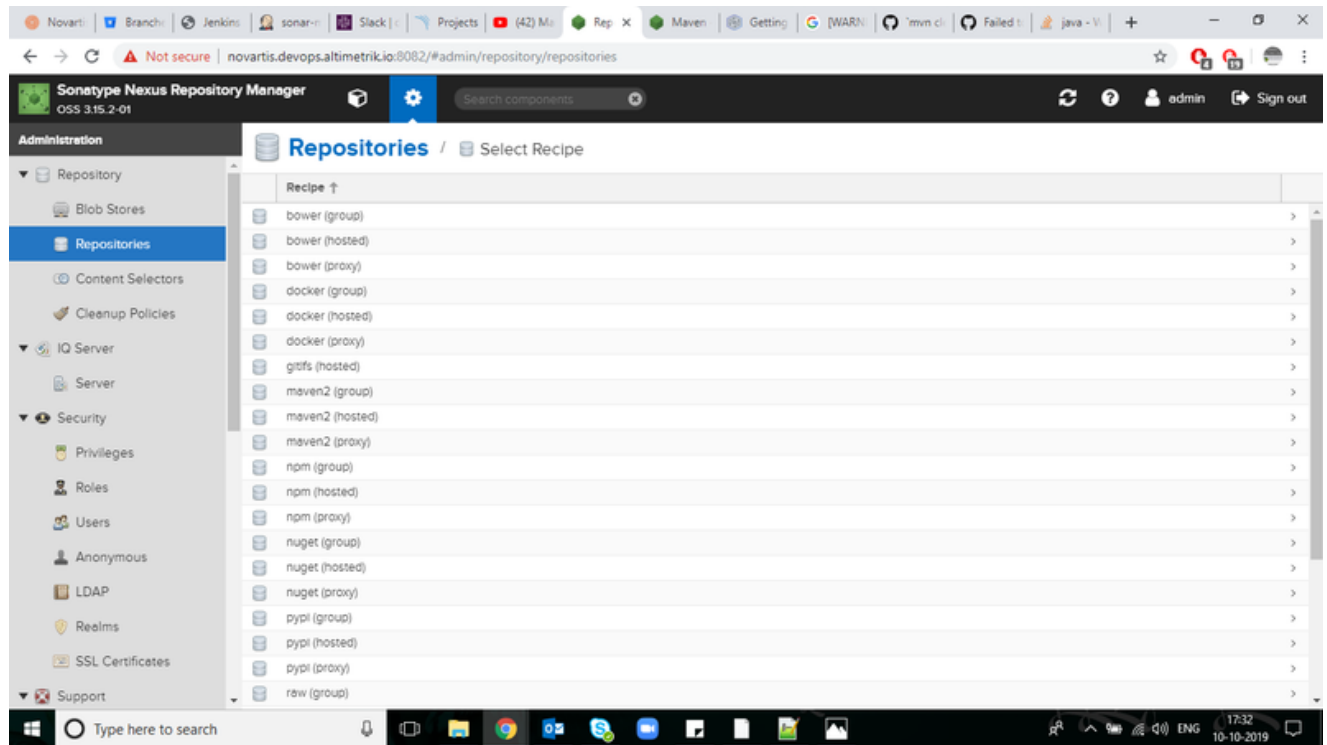 Novarti
Branche
Jenkins
sonar-n
Slack | c
Projects
(42) Ma
Rep
Maven
Getting
[WARN
`mvn cl
Failed t
java - W
Not secure | novartis.devops.altimetrik.io:8082/#admin/repository/repositories
4
15
Sonatype Nexus Repository Manager
OSS 3.15.2-01
Search components
admin
Sign out
Administration
Repositories / Select Recipe
Repository
Blob Stores
Repositories
Content Selectors
Cleanup Policies
IQ Server
Server
Security
Privileges
Roles
Users
Anonymous
LDAP
Realms
SSL Certificates
Support
Recipe ↑
bower (group)
bower (hosted)
bower (proxy)
docker (group)
docker (hosted)
docker (proxy)
gitlfs (hosted)
maven2 (group)
maven2 (hosted)
maven2 (proxy)
npm (group)
npm (hosted)
npm (proxy)
nuget (group)
nuget (hosted)
nuget (proxy)
pypi (group)
pypi (hosted)
pypi (proxy)
raw (group)
Type here to search
ENG
17:32
10-10-2019